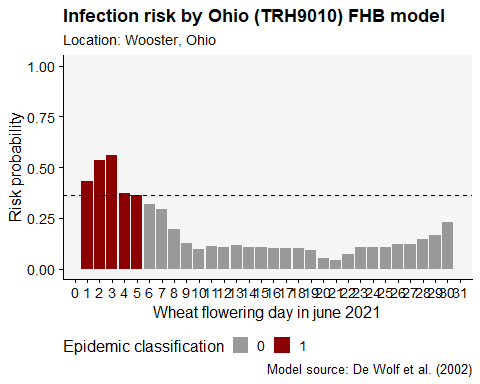 Infection risk by Ohio (TRH9010) FHB model
Location: Wooster, Ohio
1.00
0.75
0.50
0.25
0.00
Risk probability
0 1 2 3 4 5 6 7 8 9 10 11 12 13 14 15 16 17 18 19 20 21 22 23 24 25 26 27 28 29 30 31
Wheat flowering day in june 2021
Epidemic classification 0 1
Model source: De Wolf et al. (2002)